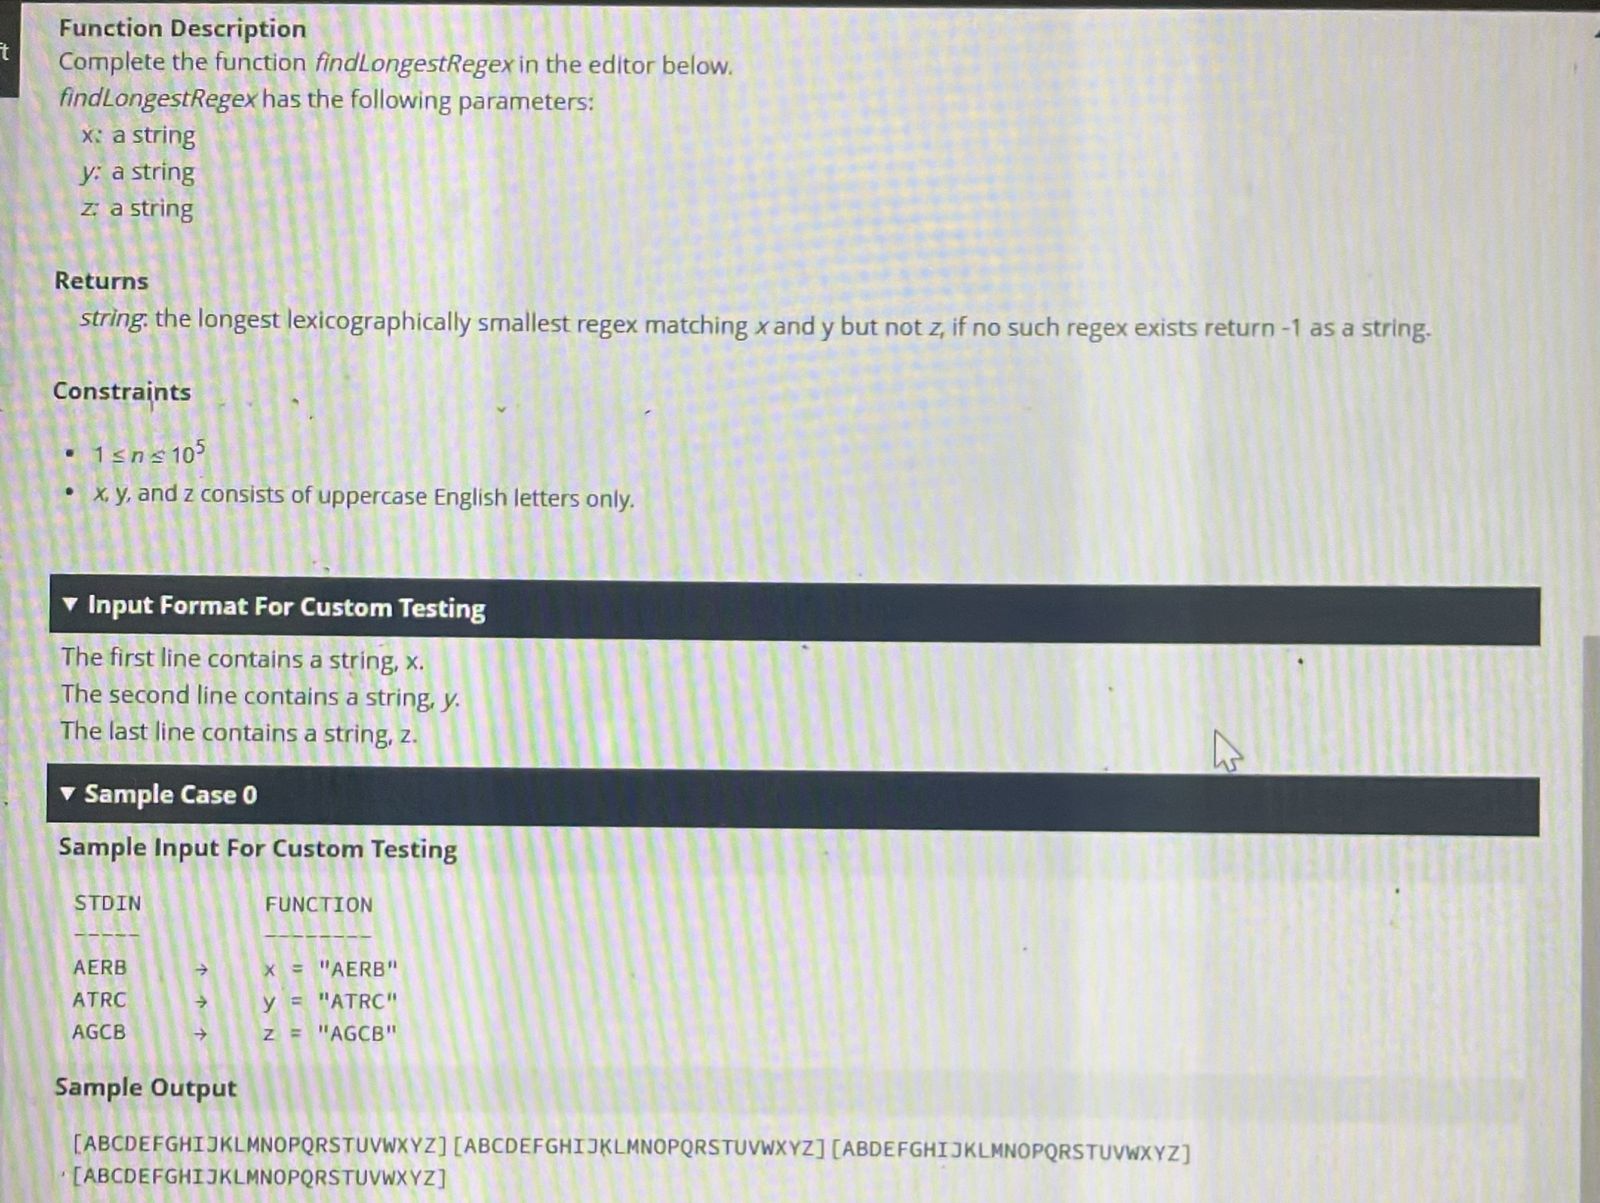 ft
Function Description
Complete the function findLongestRegex in the editor below.
findLongestRegex has the following parameters:
x: a string
y: a string
z: a string
Returns
string: the longest lexicographically smallest regex matching x and y but not z, if no such regex exists return -1 as a string.
Constraints
• 1 ≤ n ≤ 10⁵
• x, y, and z consists of uppercase English letters only.
▼ Input Format For Custom Testing
The first line contains a string, x.
The second line contains a string, y.
The last line contains a string, z.
▼ Sample Case 0
Sample Input For Custom Testing
STDIN FUNCTION
----- --------
AERB → x = "AERB"
ATRC → y = "ATRC"
AGCB → z = "AGCB"
Sample Output
[ABCDEFGHIJKLMNOPQRSTUVWXYZ][ABCDEFGHIJKLMNOPQRSTUVWXYZ][ABDEFGHIJKLMNOPQRSTUVWXYZ]
[ABCDEFGHIJKLMNOPQRSTUVWXYZ]